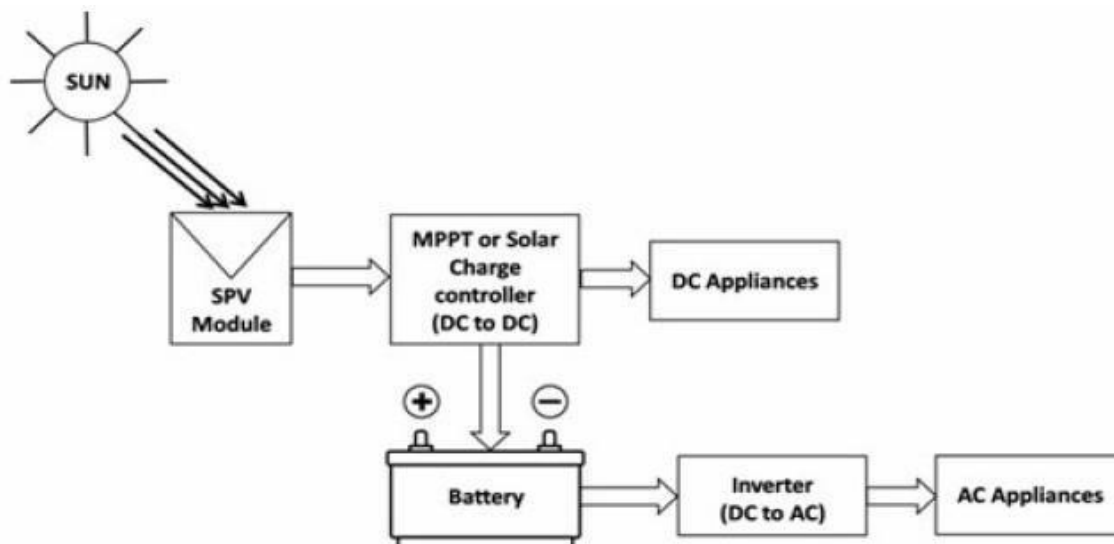 SUN
SPV
Module
MPPT or Solar
Charge
controller
(DC to DC)
DC Appliances
+
−
Battery
Inverter
(DC to AC)
AC Appliances